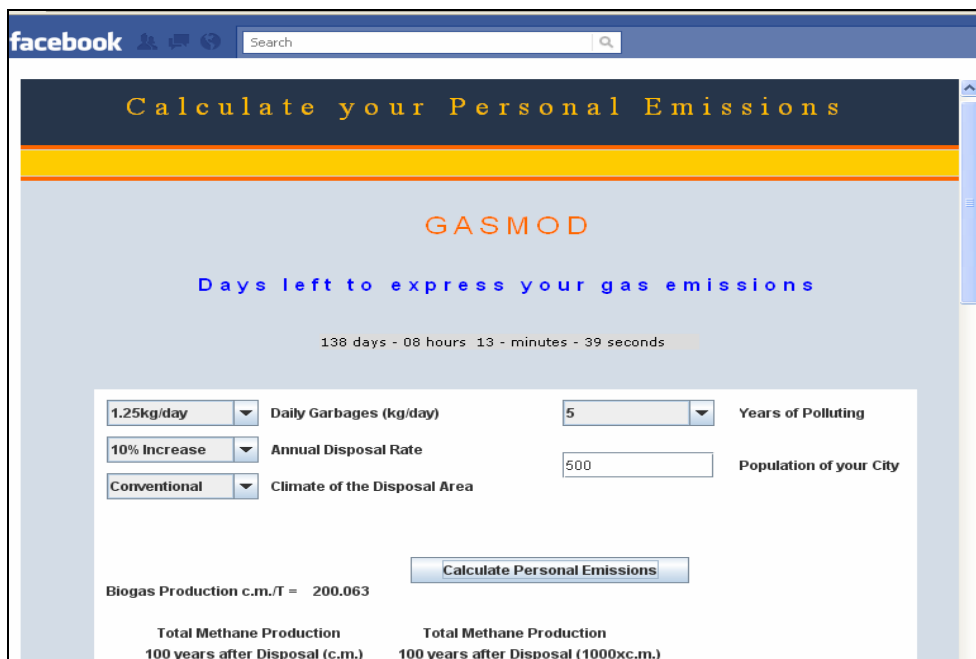 facebook Search
Calculate your Personal Emissions
GASMOD
Days left to express your gas emissions
138 days - 08 hours 13 - minutes - 39 seconds
1.25kg/day Daily Garbages (kg/day) 5 Years of Polluting
10% Increase Annual Disposal Rate
500 Population of your City
Conventional Climate of the Disposal Area
Calculate Personal Emissions
Biogas Production c.m./T = 200.063
Total Methane Production Total Methane Production
100 years after Disposal (c.m.) 100 years after Disposal (1000xc.m.)